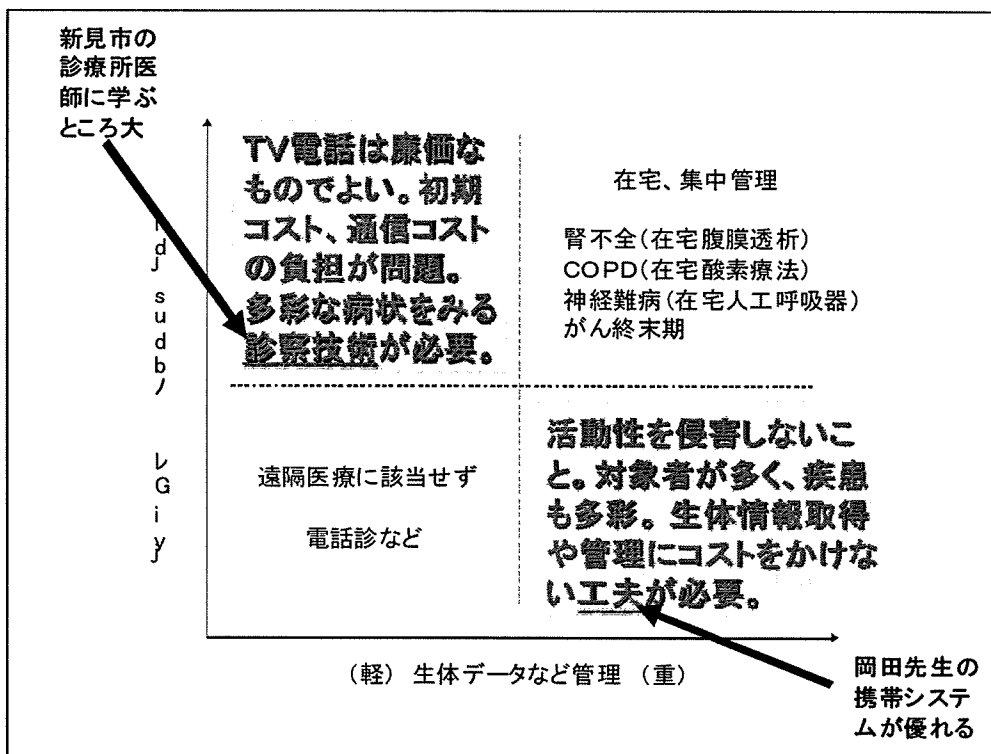 新見市の
診療所医
師に学ぶ
ところ大
TV電話は廉価な
ものでよい。初期
コスト、通信コスト
の負担が問題。
多彩な病状をみる
診察技術が必要。
在宅、集中管理
腎不全(在宅腹膜透析)
COPD(在宅酸素療法)
神経難病(在宅人工呼吸器)
がん終末期
遠隔医療に該当せず
電話診など
活動性を侵害しないこ
と。対象者が多く、疾患
も多彩。生体情報取得
や管理にコストをかけな
い工夫が必要。
(軽) 生体データなど管理 (重)
岡田先生の
携帯システ
ムが優れる